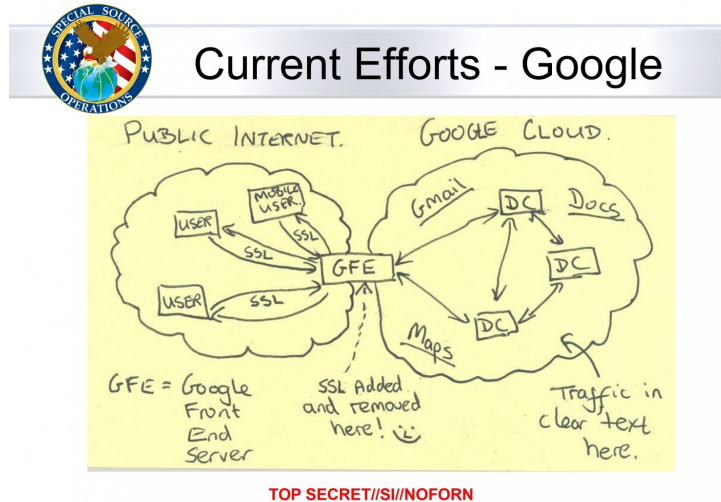 SPECIAL SOURCE
OPERATIONS
Current Efforts - Google
PUBLIC INTERNET.
GOOGLE CLOUD.
MOBILE
USER.
USER
SSL
SSL
USER
SSL
GFE
Gmail
DC
Docs
DC
DC
Maps
GFE = Google
Front
End
Server
SSL Added
and removed
here!
Traffic in
clear text
here.
TOP SECRET//SI//NOFORN